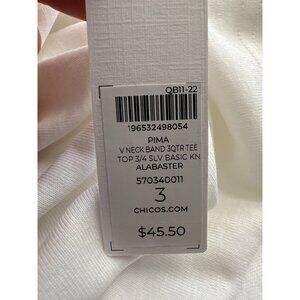 QB11-22
196532498054
PIMA
V NECK BAND 3QTR TEE
TOP 3/4 SLV BASIC KN
ALABASTER
570340011
3
CHICOS.COM
$45.50